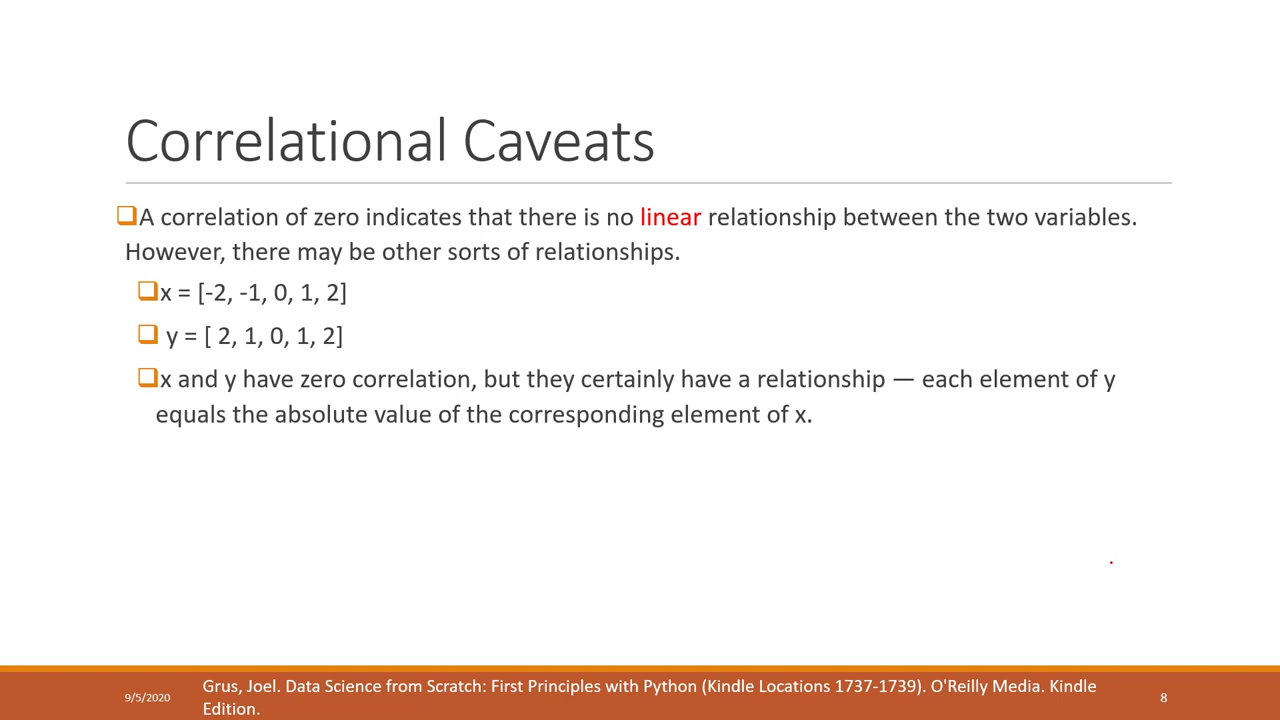 Correlational Caveats
A correlation of zero indicates that there is no linear relationship between the two variables.
However, there may be other sorts of relationships.
x = [-2, -1, 0, 1, 2]
y = [ 2, 1, 0, 1, 2]
x and y have zero correlation, but they certainly have a relationship — each element of y
equals the absolute value of the corresponding element of x.
9/5/2020
Grus, Joel. Data Science from Scratch: First Principles with Python (Kindle Locations 1737-1739). O'Reilly Media. Kindle
Edition.
8